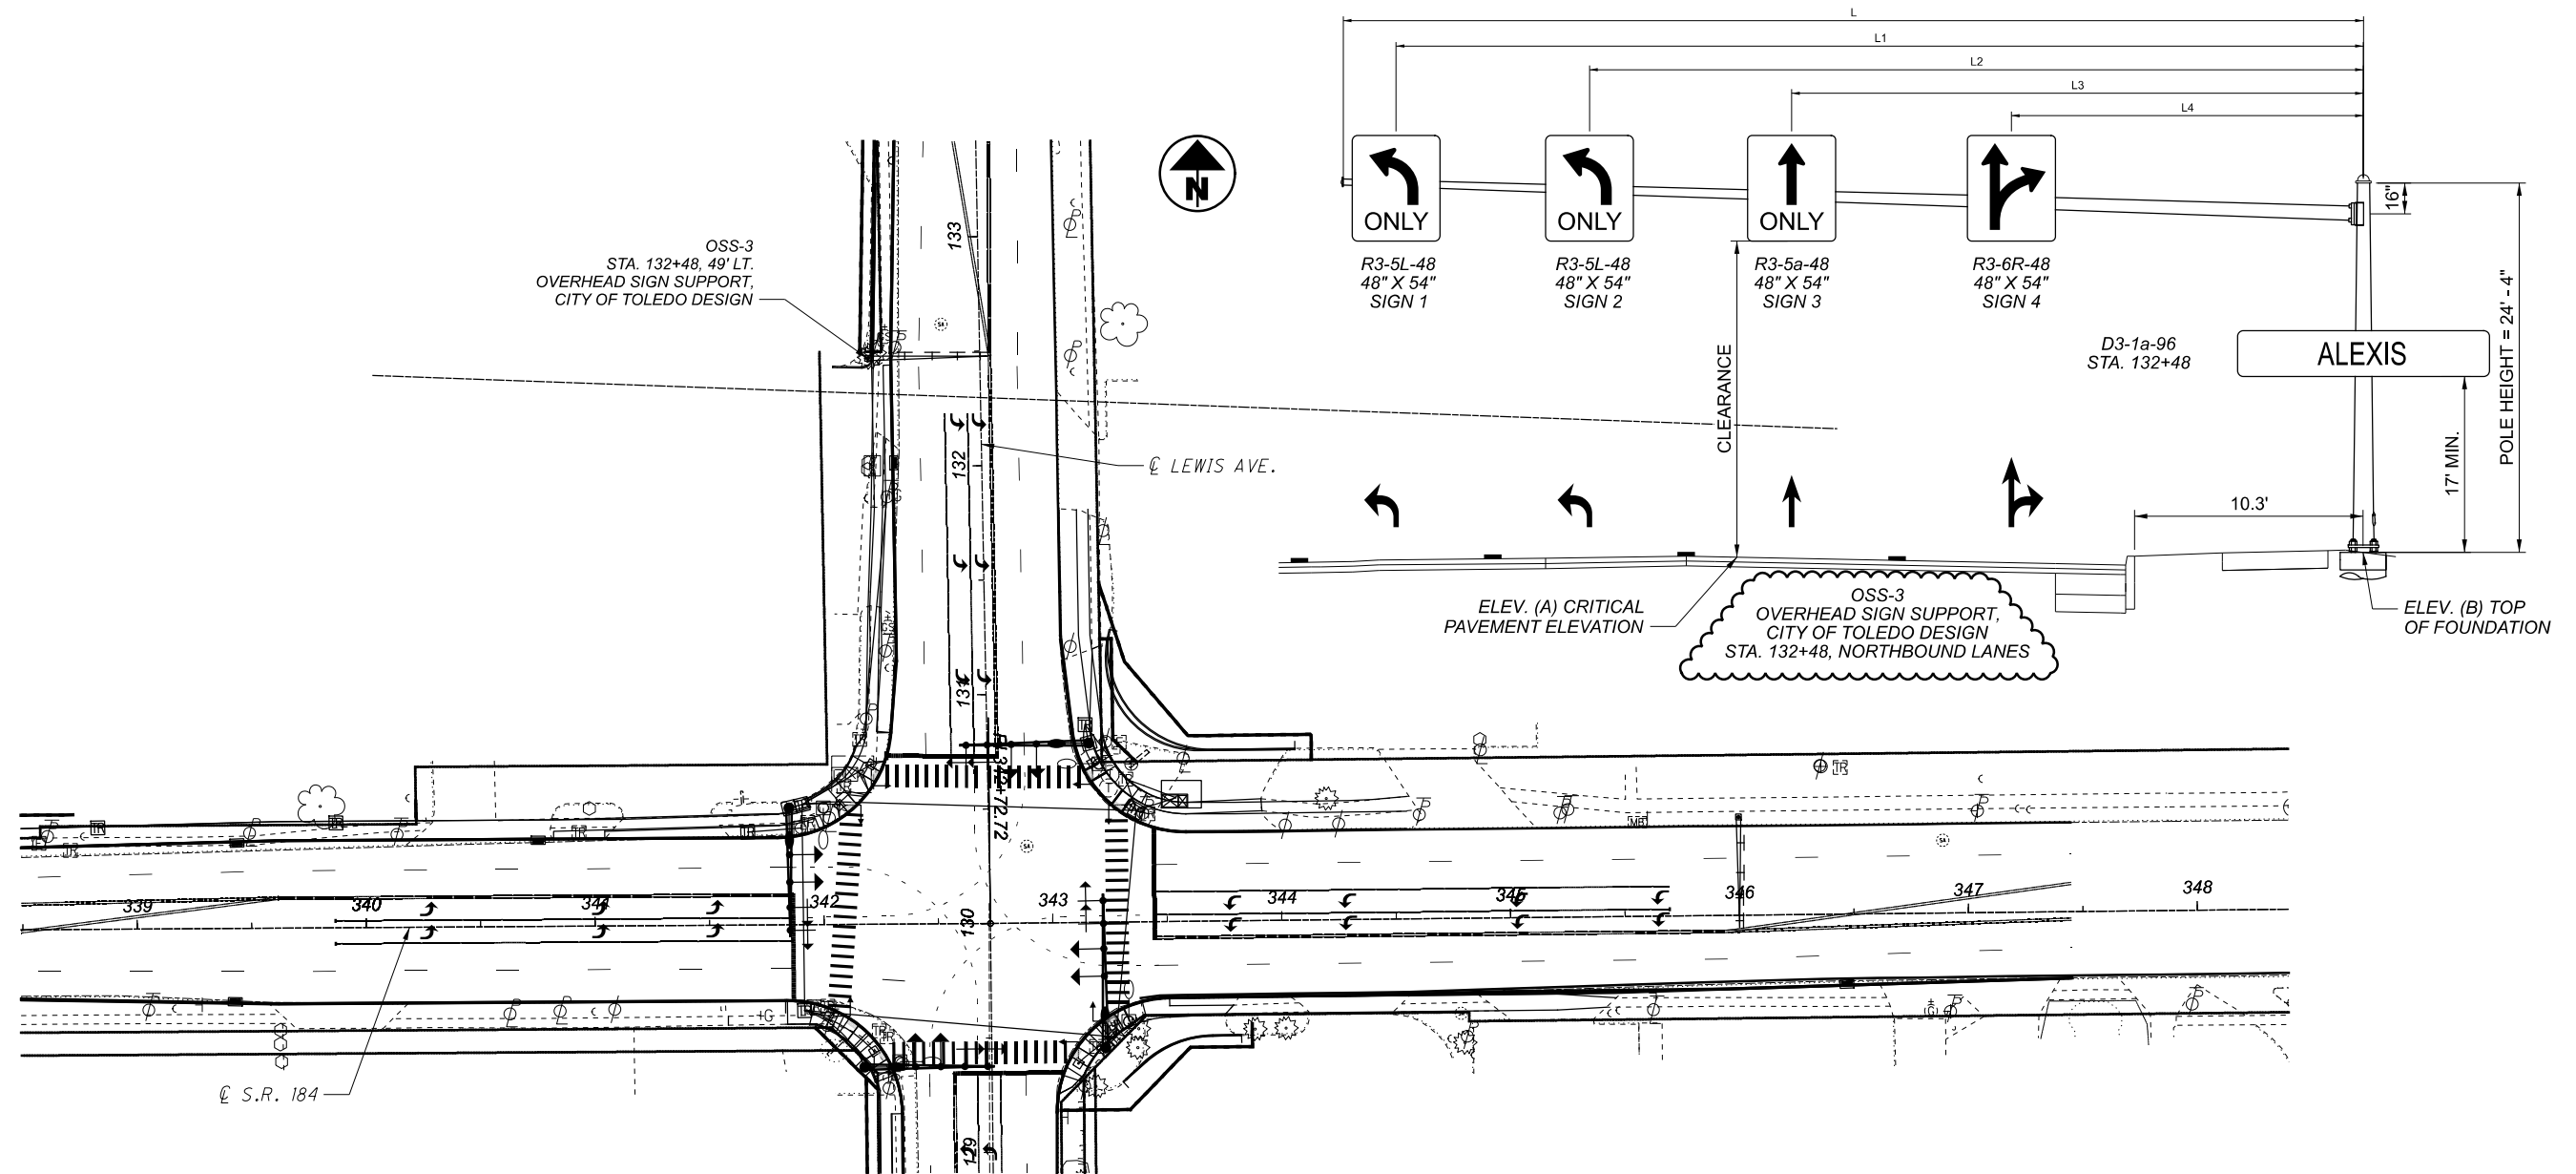 L
L1
L2
L3
L4
N
ONLY
ONLY
ONLY
R3-5L-48
48" X 54"
SIGN 1
R3-5L-48
48" X 54"
SIGN 2
R3-5a-48
48" X 54"
SIGN 3
R3-6R-48
48" X 54"
SIGN 4
16"
POLE HEIGHT = 24' - 4"
D3-1a-96
STA. 132+48
ALEXIS
CLEARANCE
17' MIN.
10.3'
ELEV. (A) CRITICAL
PAVEMENT ELEVATION
OSS-3
OVERHEAD SIGN SUPPORT,
CITY OF TOLEDO DESIGN
STA. 132+48, NORTHBOUND LANES
ELEV. (B) TOP
OF FOUNDATION
OSS-3
STA. 132+48, 49' LT.
OVERHEAD SIGN SUPPORT,
CITY OF TOLEDO DESIGN
133
132
℄ LEWIS AVE.
131
130
129
339
340
341
342
343
344
345
346
347
348
TR
TR
MB
+G
℄ S.R. 184